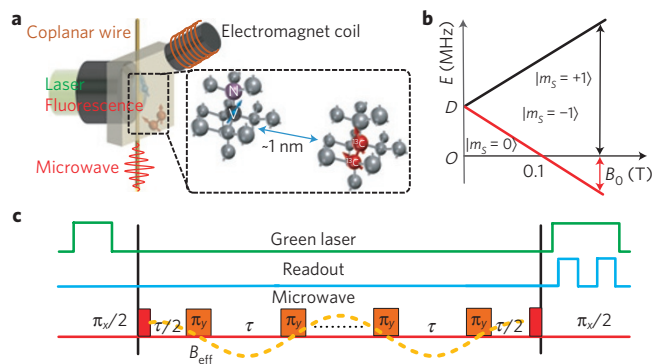 a
Coplanar wire
Electromagnet coil
Laser
Fluorescence
Microwave
N
V
~1 nm
13C
13C
b
E (MHz)
D
O
|mS = +1⟩
|mS = −1⟩
|mS = 0⟩
0.1
B0 (T)
c
Green laser
Readout
Microwave
πx/2 τ/2 πy τ πy ......... πy τ πy τ/2 πx/2
Beff